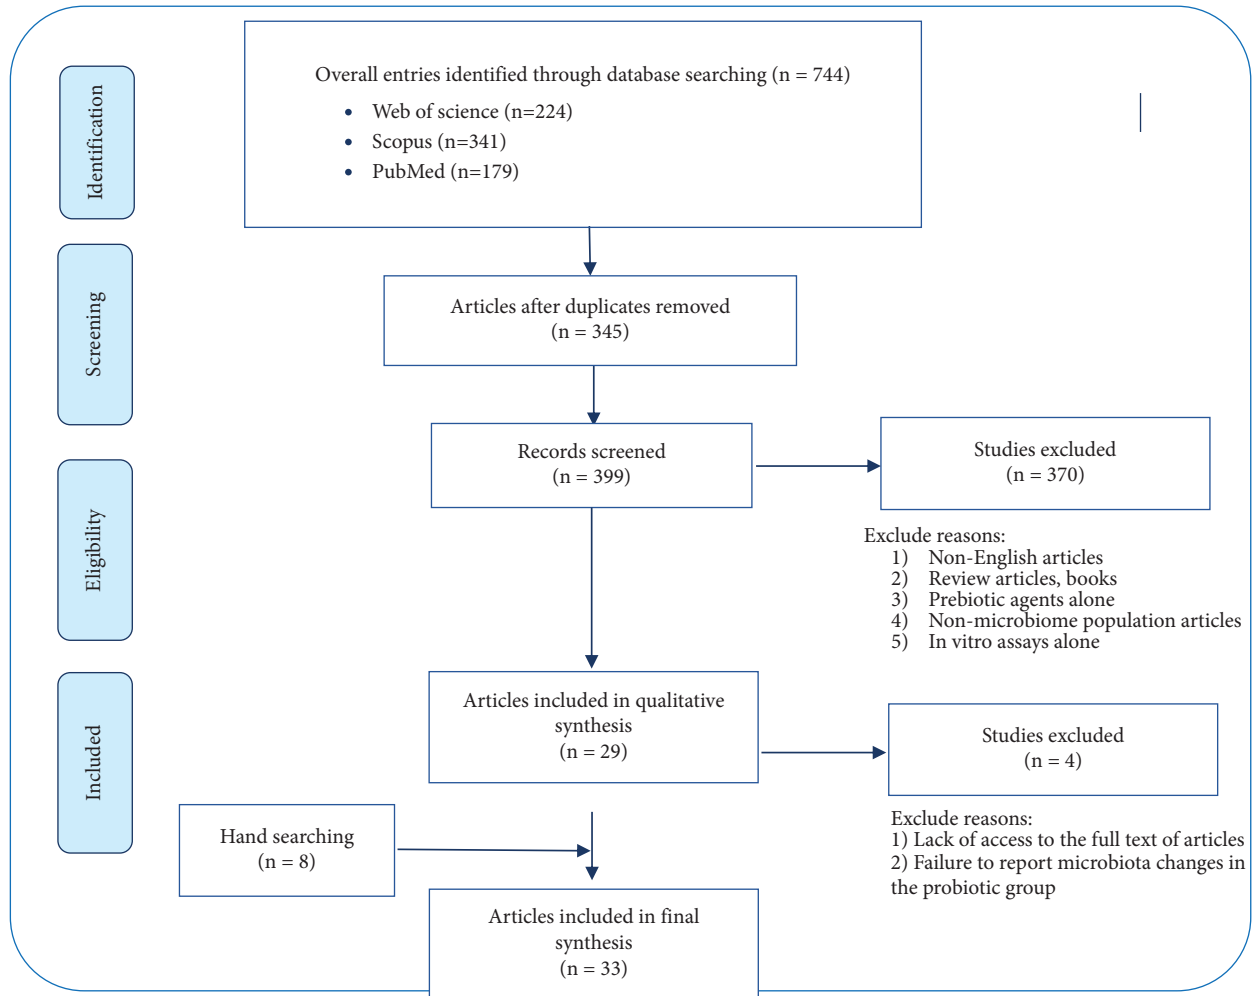 Identification
Overall entries identified through database searching (n = 744)
• Web of science (n=224)
• Scopus (n=341)
• PubMed (n=179)
Screening
Articles after duplicates removed
(n = 345)
Records screened
(n = 399)
Studies excluded
(n = 370)
Exclude reasons:
1) Non-English articles
2) Review articles, books
3) Prebiotic agents alone
4) Non-microbiome population articles
5) In vitro assays alone
Eligibility
Articles included in qualitative
synthesis
(n = 29)
Studies excluded
(n = 4)
Exclude reasons:
1) Lack of access to the full text of articles
2) Failure to report microbiota changes in
the probiotic group
Included
Hand searching
(n = 8)
Articles included in final
synthesis
(n = 33)